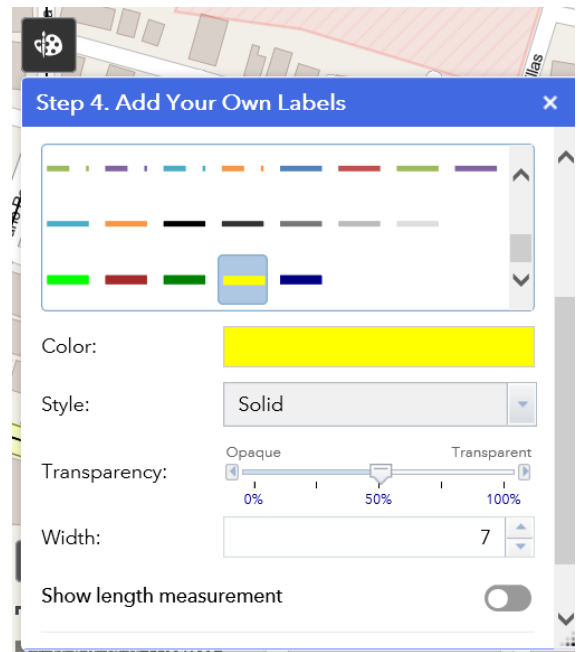 llas
Step 4. Add Your Own Labels
Color:
Style:
Solid
Opaque
Transparent
Transparency:
0%
50%
100%
Width:
7
Show length measurement